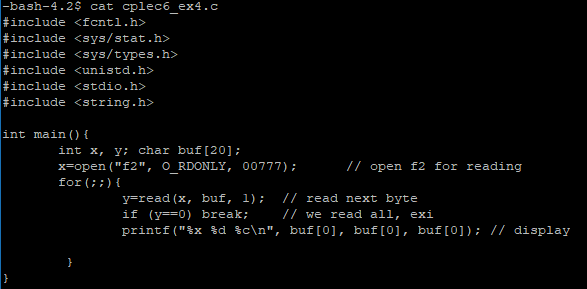 -bash-4.2$ cat cplec6_ex4.c
#include <fcntl.h>
#include <sys/stat.h>
#include <sys/types.h>
#include <unistd.h>
#include <stdio.h>
#include <string.h>
int main(){
int x, y; char buf[20];
x=open("f2", O_RDONLY, 00777); // open f2 for reading
for(;;){
y=read(x, buf, 1); // read next byte
if (y==0) break; // we read all, exi
printf("%x %d %c\n", buf[0], buf[0], buf[0]); // display
}
}